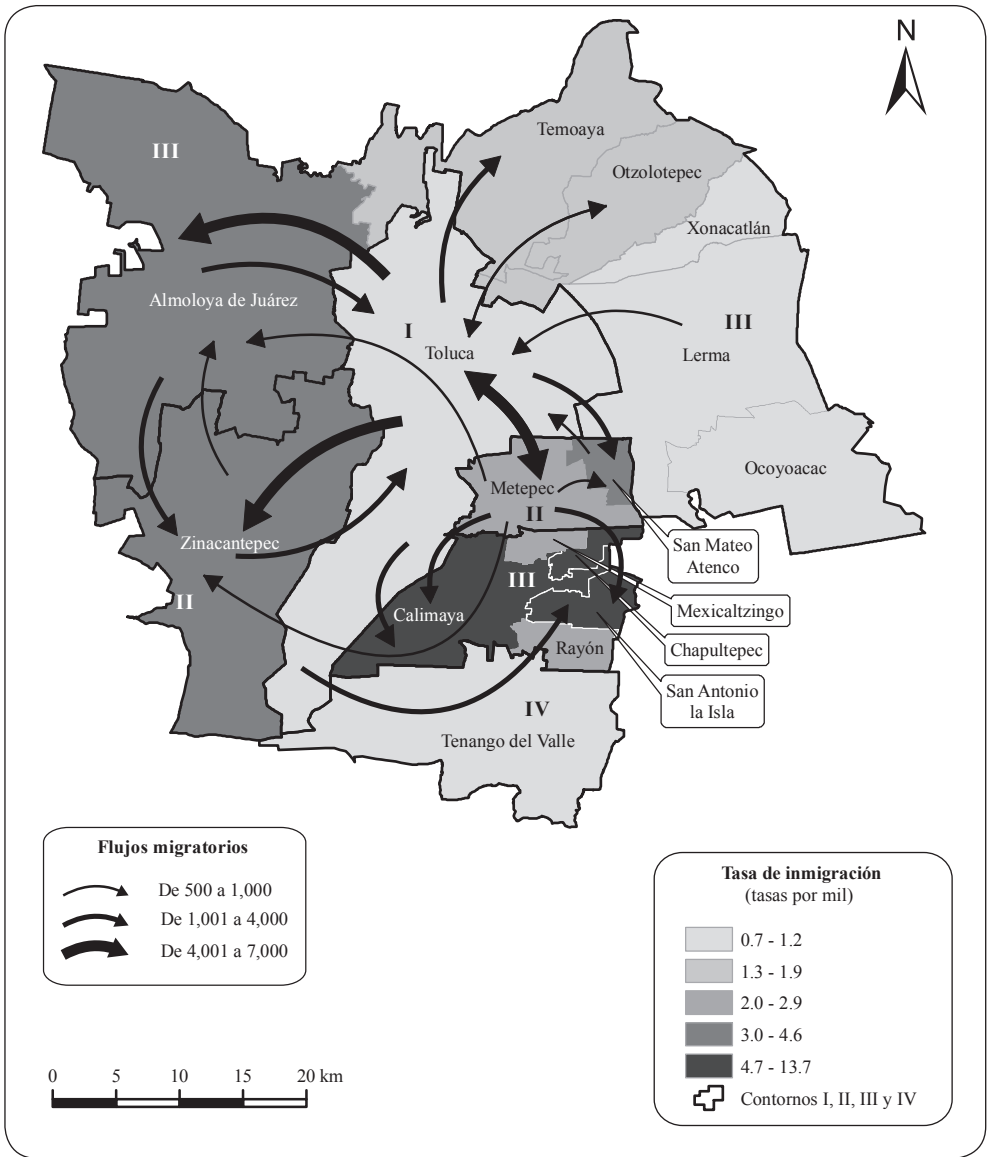 N
Temoaya
III
Otzolotepec
Xonacatlán
Almoloya de Juárez
I
III
Toluca
Lerma
Ocoyoacac
Metepec
II
San Mateo
Atenco
Zinacantepec
III
II
Mexicaltzingo
Calimaya
Chapultepec
Rayón
San Antonio
la Isla
IV
Tenango del Valle
Flujos migratorios
De 500 a 1,000
De 1,001 a 4,000
De 4,001 a 7,000
Tasa de inmigración
(tasas por mil)
0.7 - 1.2
1.3 - 1.9
2.0 - 2.9
3.0 - 4.6
4.7 - 13.7
Contornos I, II, III y IV
0 5 10 15 20 km